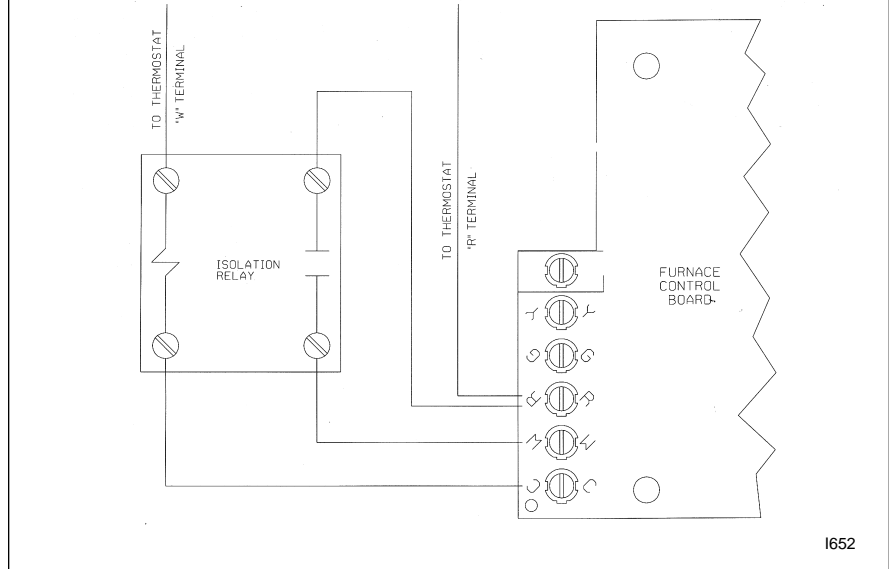 TO THERMOSTAT
"W" TERMINAL
TO THERMOSTAT
"R" TERMINAL
ISOLATION
RELAY
FURNACE
CONTROL
BOARD
Y Y
G G
R R
W W
C C
I652